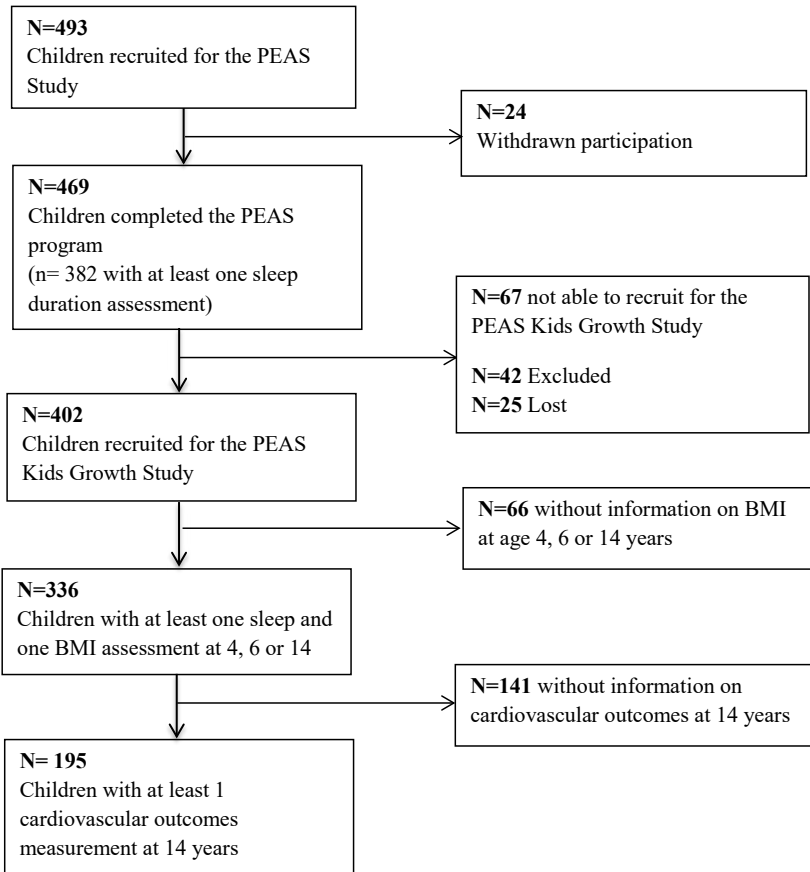 N=493
Children recruited for the PEAS
Study
N=24
Withdrawn participation
N=469
Children completed the PEAS
program
(n= 382 with at least one sleep
duration assessment)
N=67 not able to recruit for the
PEAS Kids Growth Study
N=42 Excluded
N=25 Lost
N=402
Children recruited for the PEAS
Kids Growth Study
N=66 without information on BMI
at age 4, 6 or 14 years
N=336
Children with at least one sleep and
one BMI assessment at 4, 6 or 14
N=141 without information on
cardiovascular outcomes at 14 years
N= 195
Children with at least 1
cardiovascular outcomes
measurement at 14 years